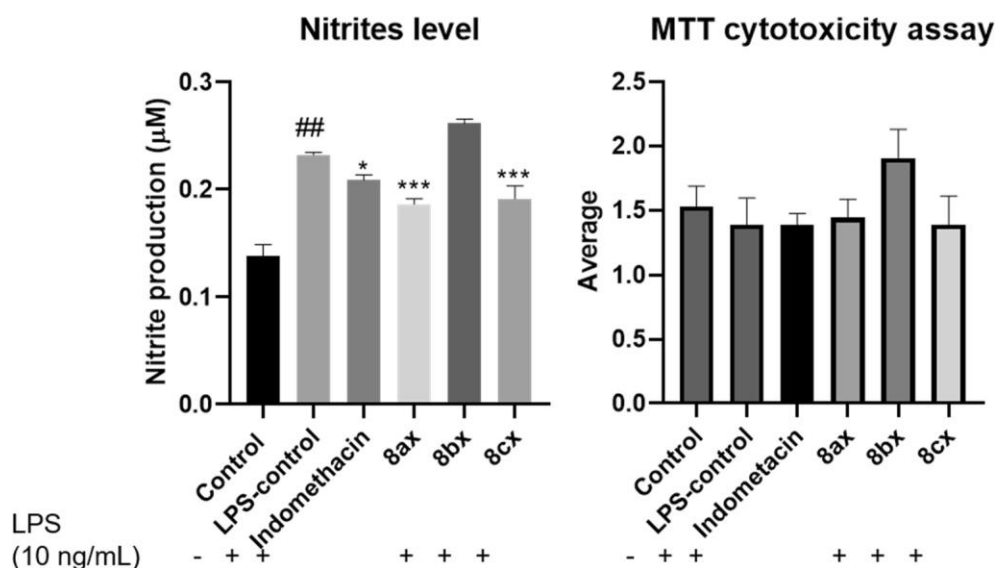 Nitrites level
Nitrite production (μM)
0.3
0.2
0.1
0.0
##
*
***
***
Control
LPS-control
Indomethacin
8ax
8bx
8cx
MTT cytotoxicity assay
Average
2.5
2.0
1.5
1.0
0.5
0.0
Control
LPS-control
Indometacin
8ax
8bx
8cx
LPS
(10 ng/mL) - + + + + + - + + + + +